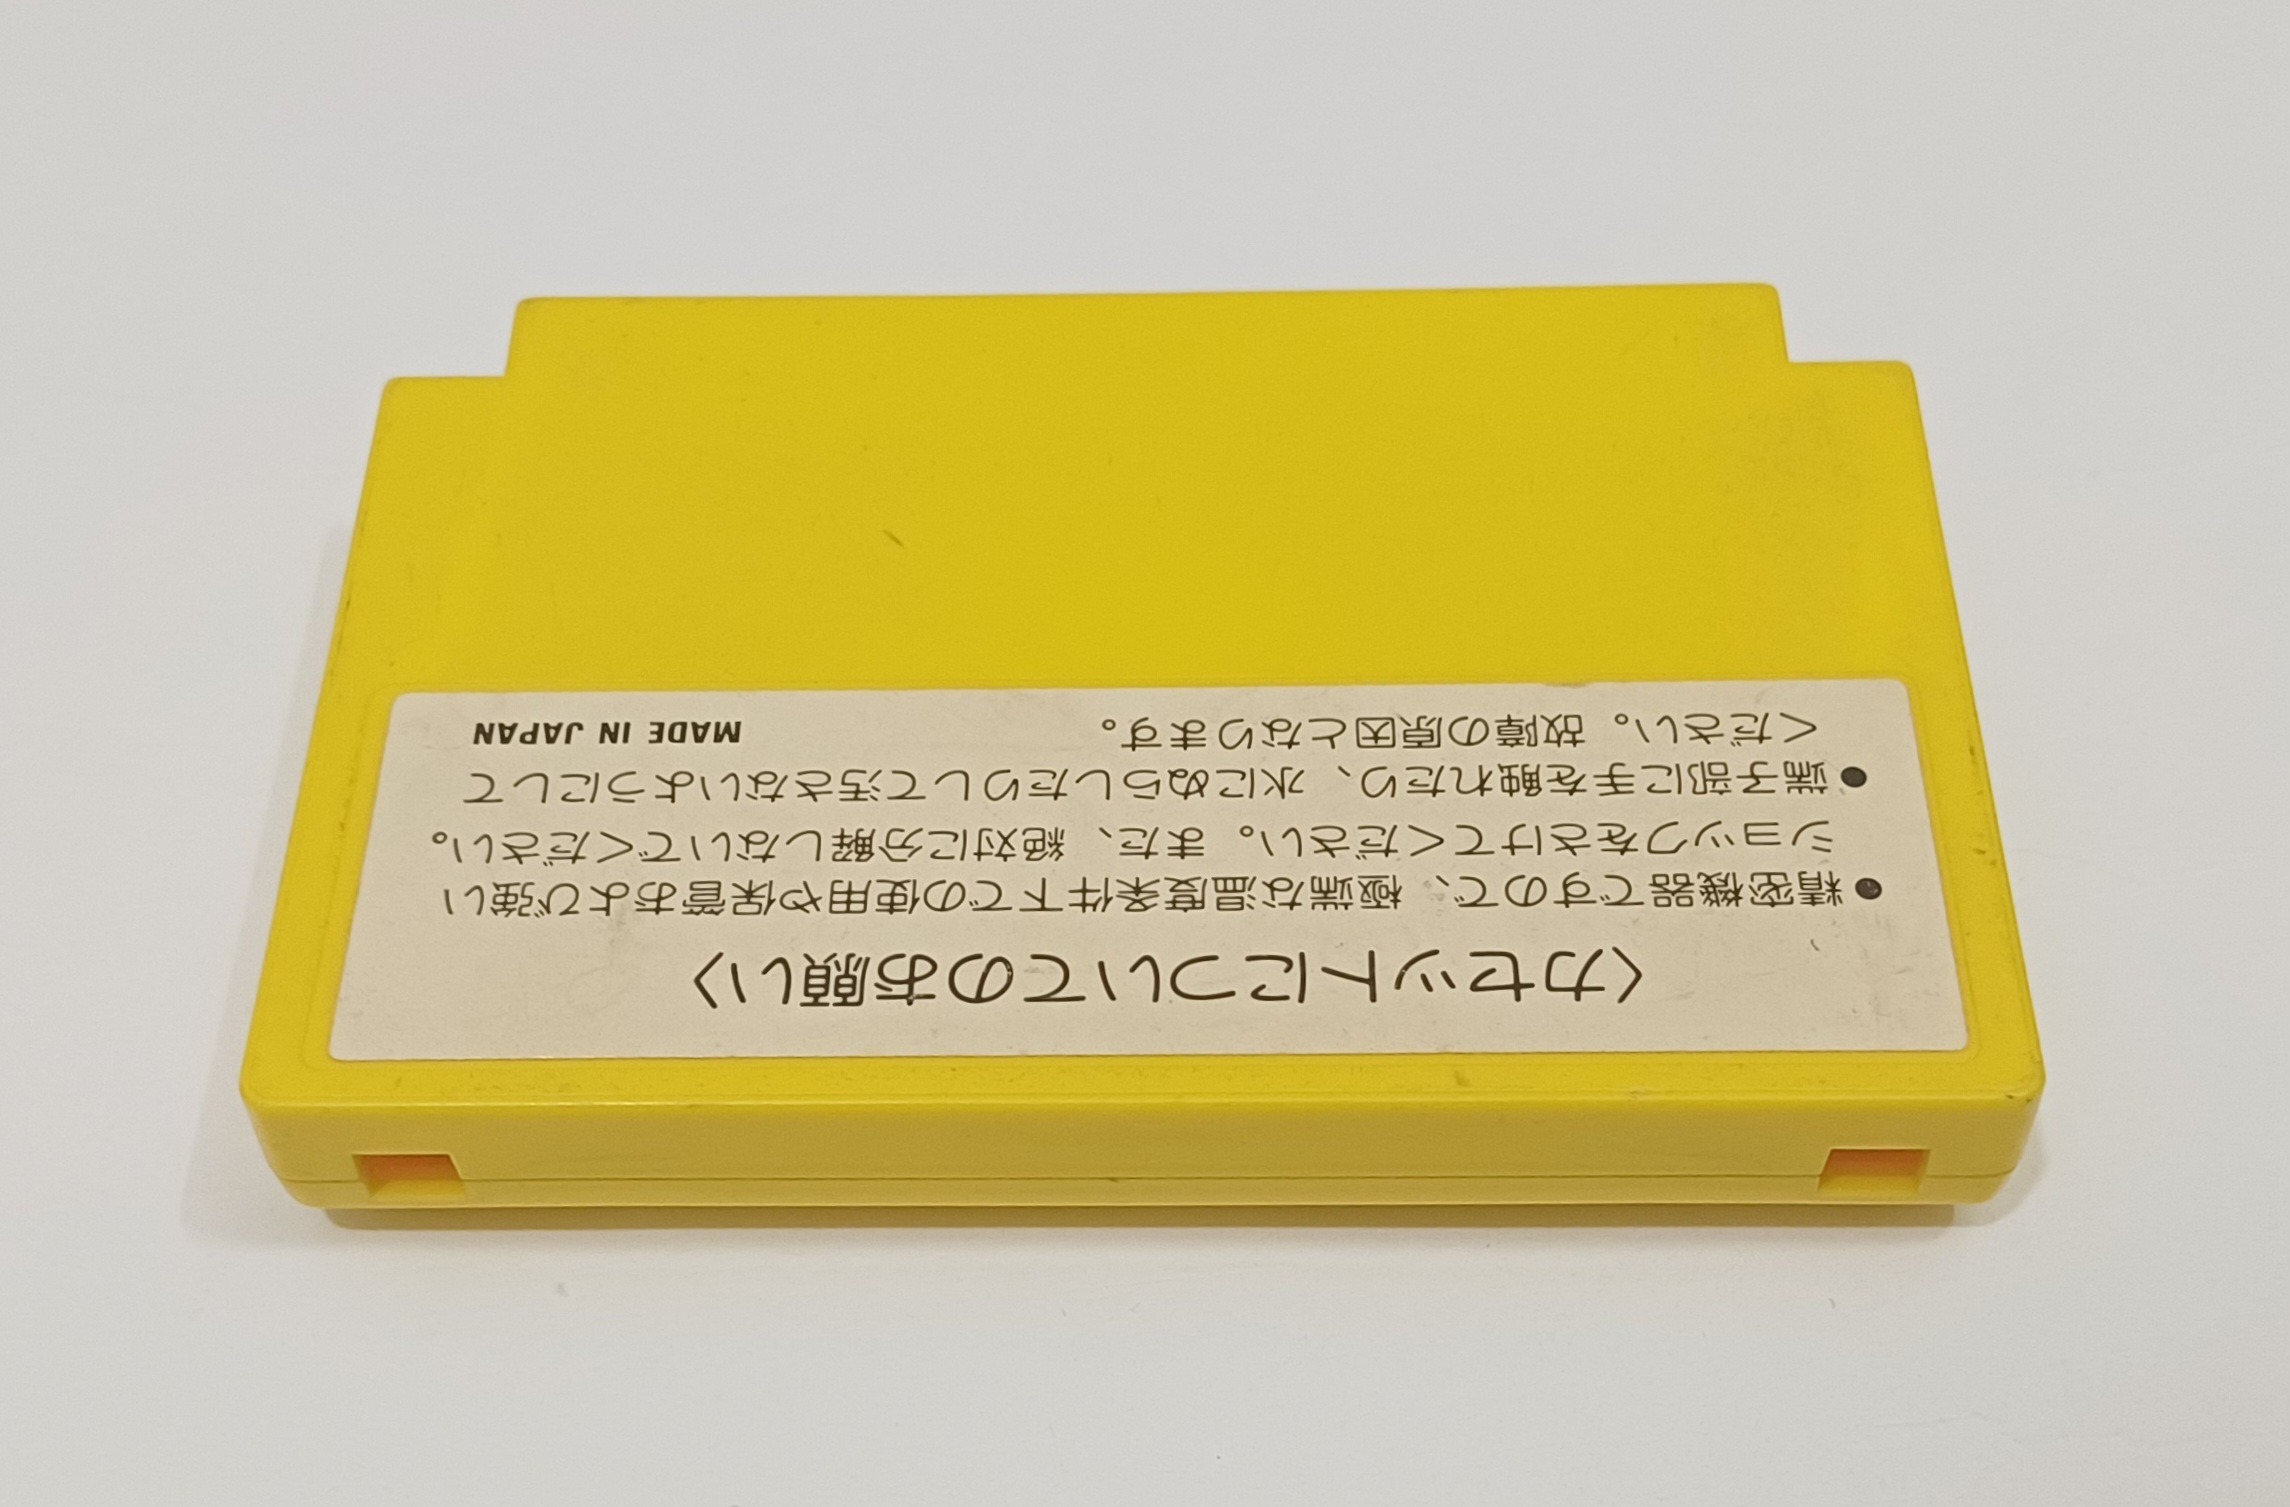 〈カセットについてのお願い〉
●精密機器ですので、極端な温度条件下での使用や保管および強い
ショックをさけてください。また、絶対に分解しないでください。
●端子部に手を触れたり、水にぬらしたりして汚さないようにして
ください。故障の原因となります。
MADE IN JAPAN